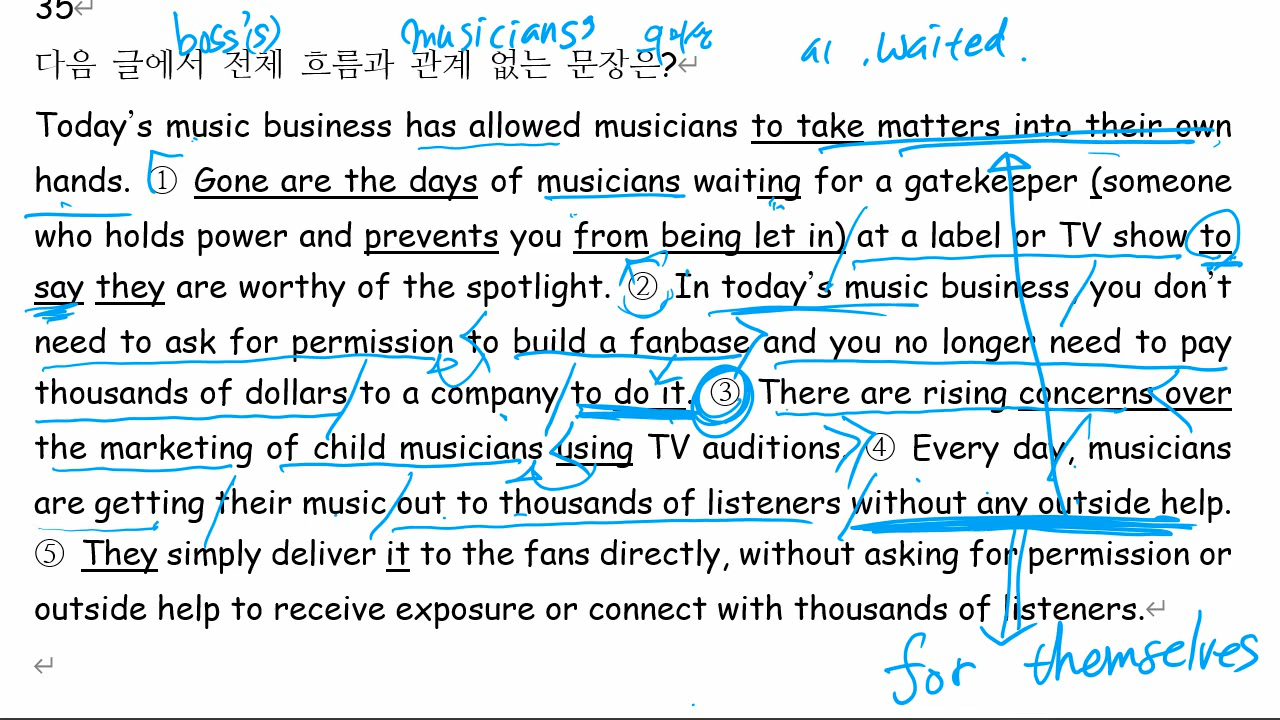 35
boss'(s) musicians' 
다음 글에서 전체 흐름과 관계 없는 문장은?
waited.
Today's music business has allowed musicians to take matters into their own
hands. ① Gone are the days of musicians waiting for a gatekeeper (someone
who holds power and prevents you from being let in) at a label or TV show to
say they are worthy of the spotlight. ② In today's music business, you don't
need to ask for permission to build a fanbase and you no longer need to pay
thousands of dollars to a company to do it. ③ There are rising concerns over
the marketing of child musicians using TV auditions. ④ Every day, musicians
are getting their music out to thousands of listeners without any outside help.
⑤ They simply deliver it to the fans directly, without asking for permission or
outside help to receive exposure or connect with thousands of listeners.
for themselves